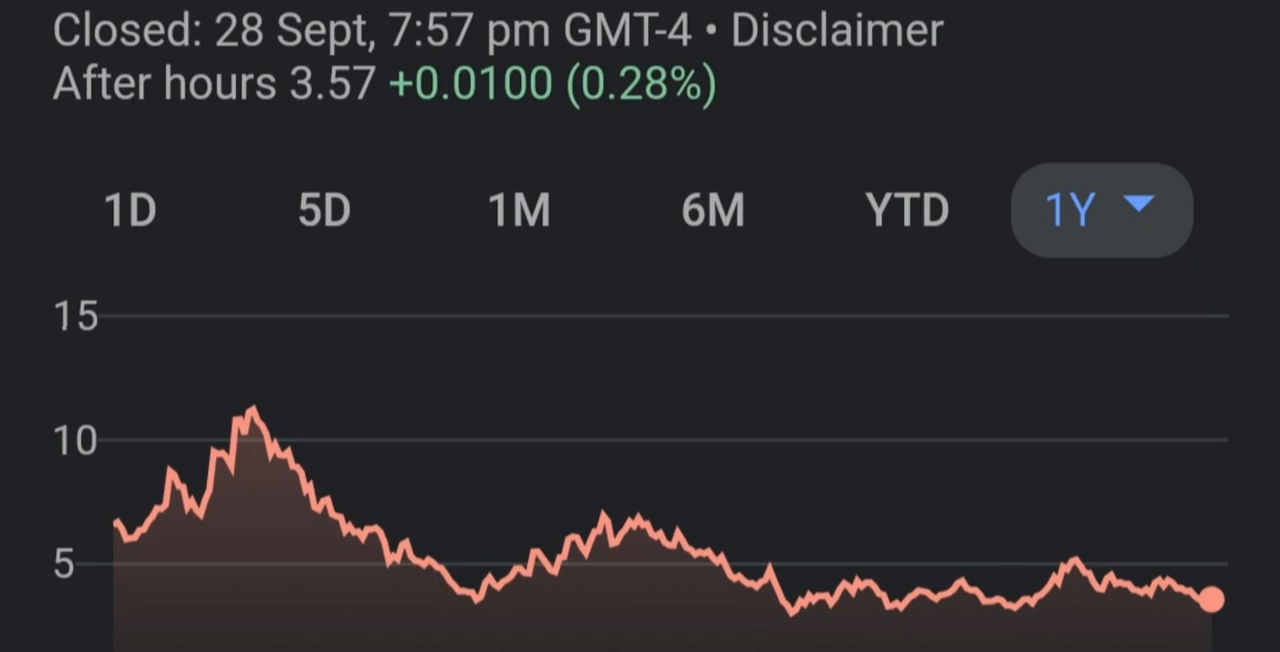 Closed: 28 Sept, 7:57 pm GMT-4 • Disclaimer
After hours 3.57 +0.0100 (0.28%)
1D 5D 1M 6M YTD 1Y
15
10
5